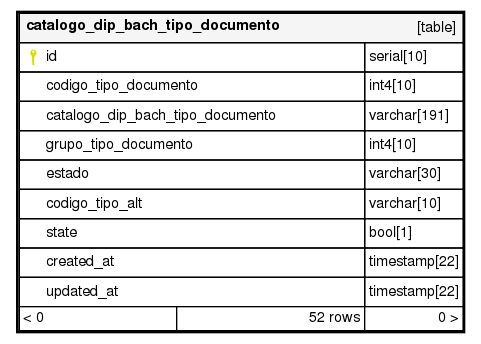 catalogo_dip_bach_tipo_documento [table]
id serial[10]
codigo_tipo_documento int4[10]
catalogo_dip_bach_tipo_documento varchar[191]
grupo_tipo_documento int4[10]
estado varchar[30]
codigo_tipo_alt varchar[10]
state bool[1]
created_at timestamp[22]
updated_at timestamp[22]
< 0 52 rows 0 >